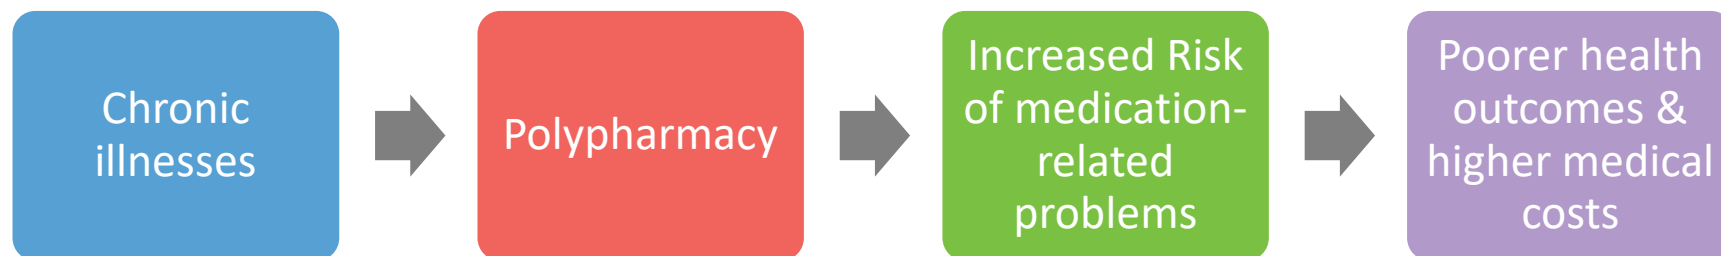 Chronic
illnesses
Polypharmacy
Increased Risk
of medication-
related
problems
Poorer health
outcomes &
higher medical
costs